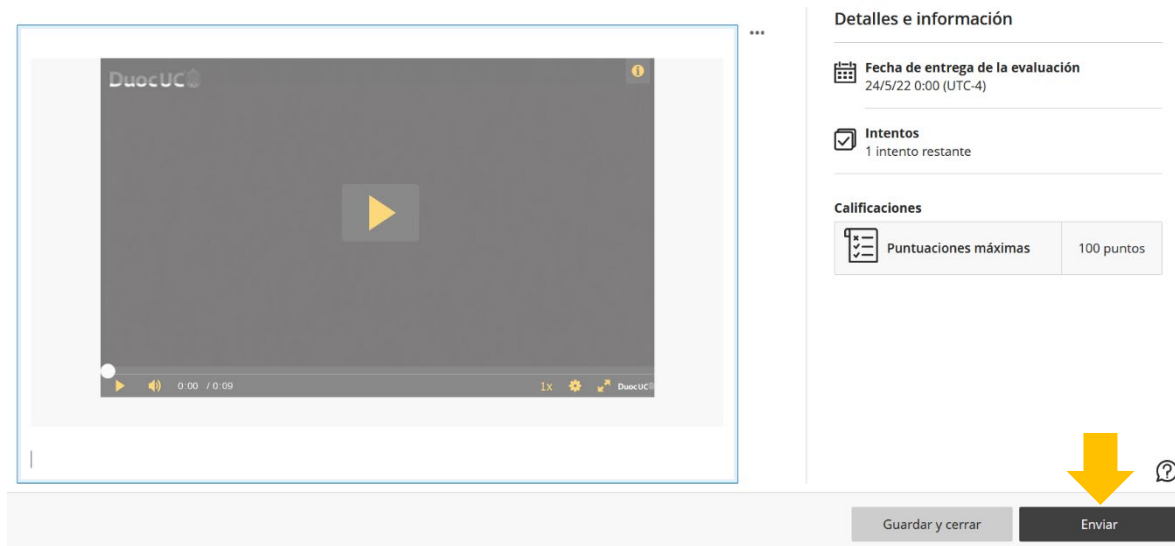 DuocUC
0:00 / 0:09
1x
DuocUC
Detalles e información
Fecha de entrega de la evaluación
24/5/22 0:00 (UTC-4)
Intentos
1 intento restante
Calificaciones
Puntuaciones máximas
100 puntos
Guardar y cerrar
Enviar